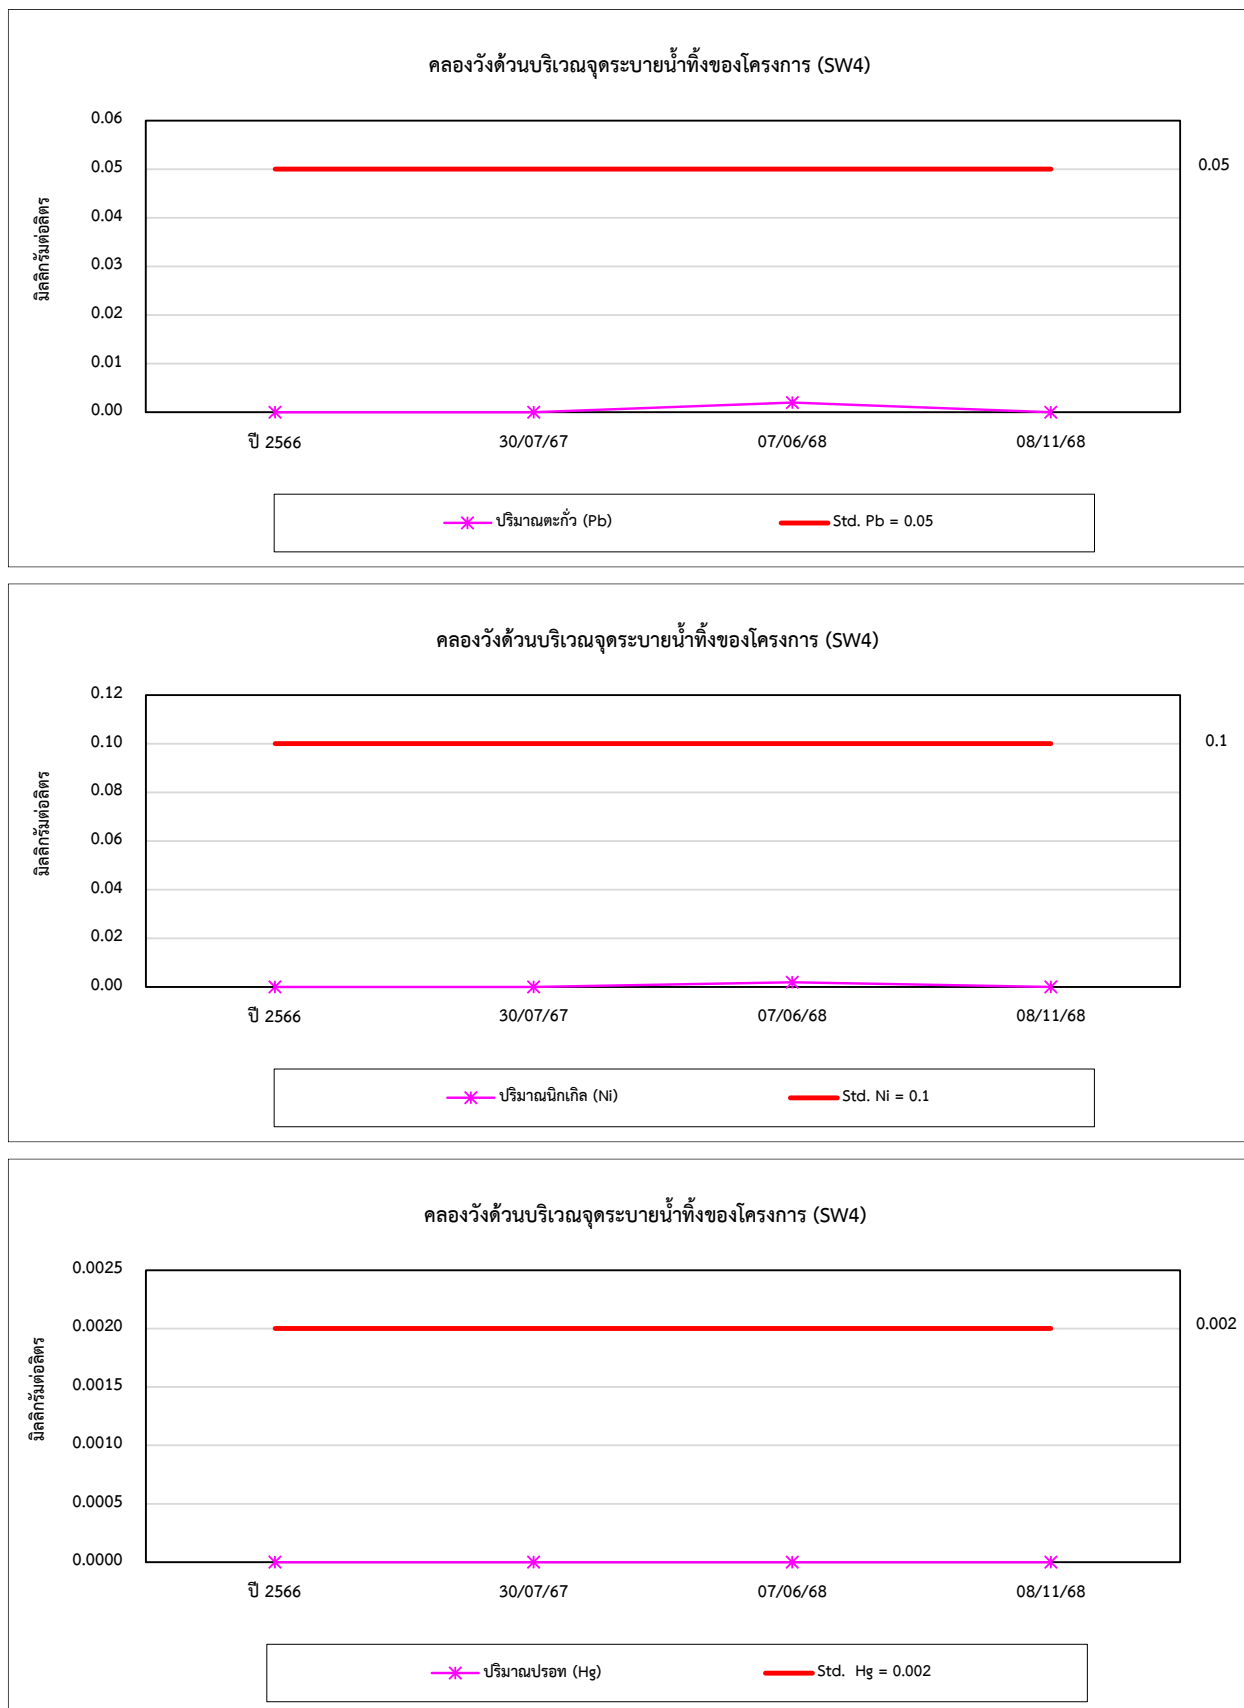 คลองวังด้วนบริเวณจุดระบายน้ำทิ้งของโครงการ (SW4)
0.06
0.05
0.04
0.03
0.02
0.01
0.00
0.05
มิลลิกรัมต่อลิตร
ปี 2566 30/07/67 07/06/68 08/11/68
ปริมาณตะกั่ว (Pb) Std. Pb = 0.05
คลองวังด้วนบริเวณจุดระบายน้ำทิ้งของโครงการ (SW4)
0.12
0.10
0.08
0.06
0.04
0.02
0.00
0.1
มิลลิกรัมต่อลิตร
ปี 2566 30/07/67 07/06/68 08/11/68
ปริมาณนิกเกิล (Ni) Std. Ni = 0.1
คลองวังด้วนบริเวณจุดระบายน้ำทิ้งของโครงการ (SW4)
0.0025
0.0020
0.0015
0.0010
0.0005
0.0000
0.002
มิลลิกรัมต่อลิตร
ปี 2566 30/07/67 07/06/68 08/11/68
ปริมาณปรอท (Hg) Std. Hg = 0.002